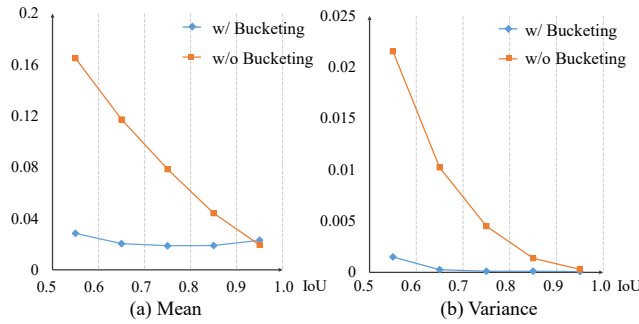 0.2
0.16
0.12
0.08
0.04
0
w/ Bucketing
w/o Bucketing
0.5 0.6 0.7 0.8 0.9 1.0 IoU
(a) Mean
0.025
0.02
0.015
0.01
0.005
0
w/ Bucketing
w/o Bucketing
0.5 0.6 0.7 0.8 0.9 1.0 IoU
(b) Variance